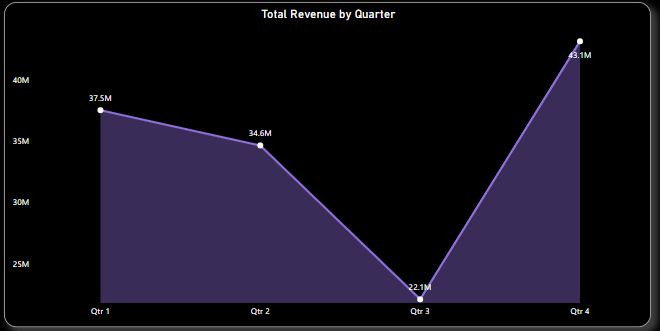 Total Revenue by Quarter
43.1M
40M
37.5M
35M
34.6M
30M
25M
22.1M
Qtr 1
Qtr 2
Qtr 3
Qtr 4